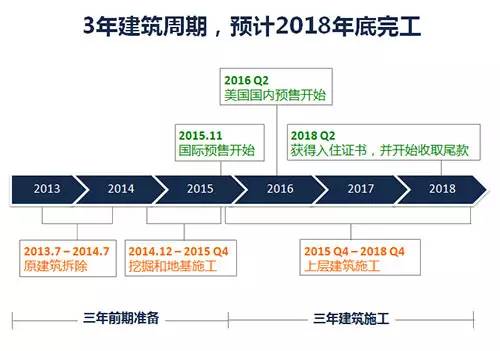 3年建筑周期，预计2018年底完工
2016 Q2
美国国内预售开始
2015.11
国际预售开始
2018 Q2
获得入住证书，并开始收取尾款
2013
2014
2015
2016
2017
2018
2013.7 – 2014.7
原建筑拆除
2014.12 – 2015 Q4
挖掘和地基施工
2015 Q4 – 2018 Q4
上层建筑施工
三年前期准备
三年建筑施工